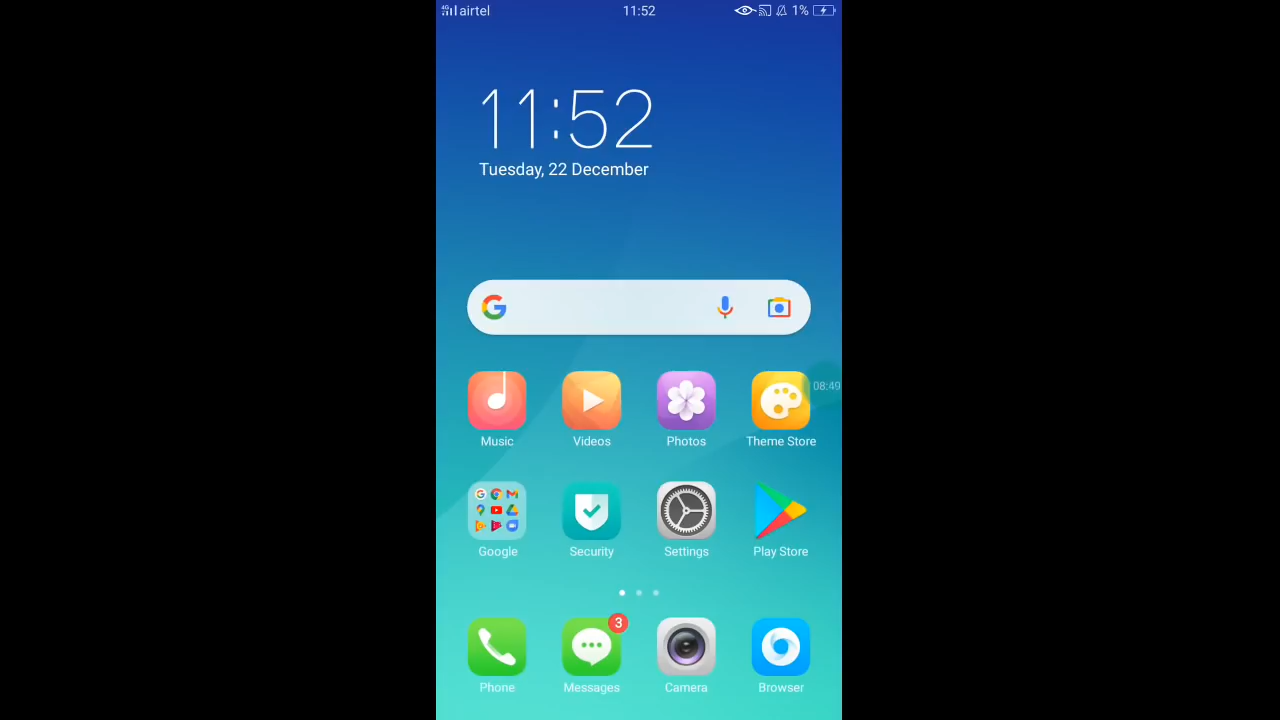 4G airtel 11:52 1%
11:52
Tuesday, 22 December
08:49
Music Videos Photos Theme Store
Google Security Settings Play Store
3
Phone Messages Camera Browser